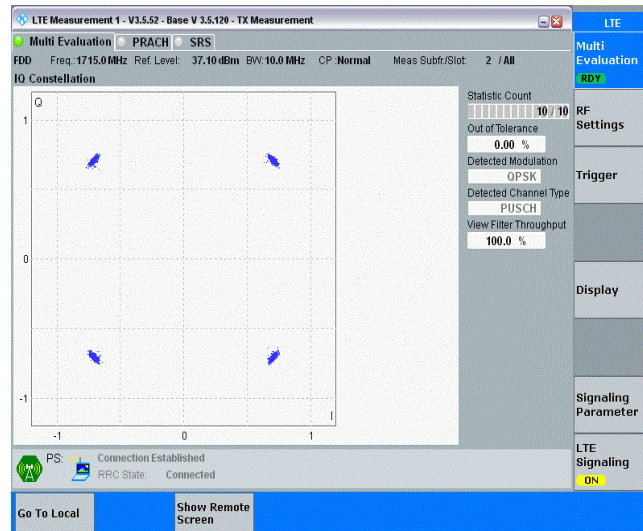 LTE Measurement 1 - V3.5.52 - Base V 3.5.120 - TX Measurement
LTE
Multi Evaluation PRACH SRS
FDD Freq.:1715.0 MHz Ref. Level: 37.10 dBm BW:10.0 MHz CP :Normal Meas Subfr./Slot: 2 / All
IQ Constellation
Q
1
0
-1
-1 0 1
I
Statistic Count
10 / 10
Out of Tolerance
0.00 %
Detected Modulation
QPSK
Detected Channel Type
PUSCH
View Filter Throughput
100.0 %
PS: Connection Established
RRC State: Connected
Multi
Evaluation
RDY
RF
Settings
Trigger
Display
Signaling
Parameter
LTE
Signaling
ON
Go To Local
Show Remote
Screen